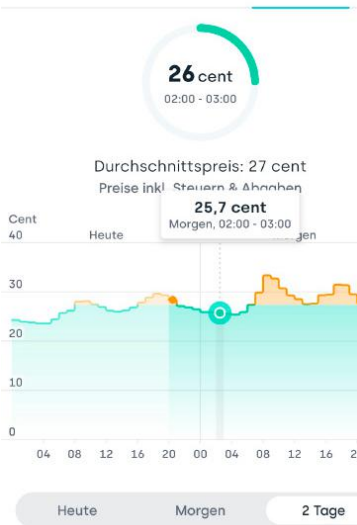 26 cent
02:00 - 03:00
Durchschnittspreis: 27 cent
Preise inkl. Steuern & Abgaben
25,7 cent
Morgen, 02:00 - 03:00
Cent
40
Heute
30
20
10
0
04 08 12 16 20 00 04 08 12 16
Heute Morgen 2 Tage